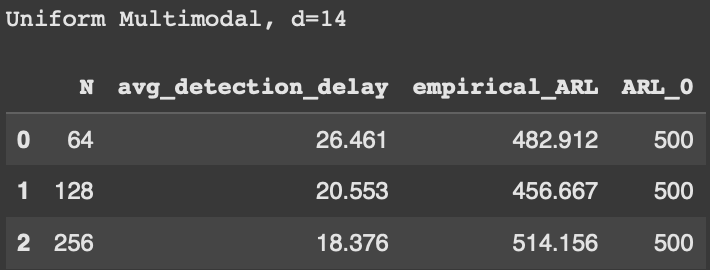 Uniform Multimodal, d=14
N avg_detection_delay empirical_ARL ARL_0
0 64 26.461 482.912 500
1 128 20.553 456.667 500
2 256 18.376 514.156 500